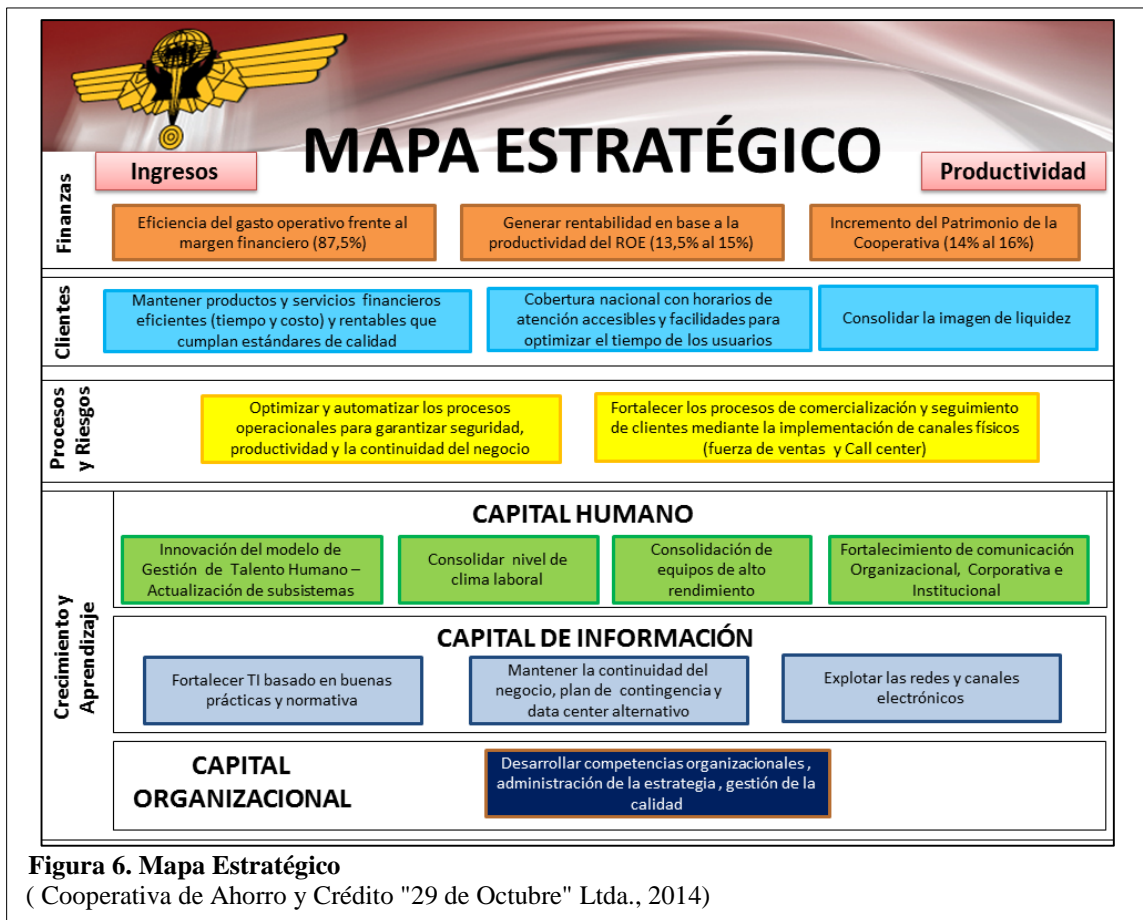 MAPA ESTRATÉGICO
Ingresos
Productividad
Finanzas
Eficiencia del gasto operativo frente al
margen financiero (87,5%)
Generar rentabilidad en base a la
productividad del ROE (13,5% al 15%)
Incremento del Patrimonio de la
Cooperativa (14% al 16%)
Clientes
Mantener productos y servicios financieros
eficientes (tiempo y costo) y rentables que
cumplan estándares de calidad
Cobertura nacional con horarios de
atención accesibles y facilidades para
optimizar el tiempo de los usuarios
Consolidar la imagen de liquidez
Procesos
y Riesgos
Optimizar y automatizar los procesos
operacionales para garantizar seguridad,
productividad y la continuidad del negocio
Fortalecer los procesos de comercialización y seguimiento
de clientes mediante la implementación de canales físicos
(fuerza de ventas y Call center)
Crecimiento y
Aprendizaje
CAPITAL HUMANO
Innovación del modelo de
Gestión de Talento Humano –
Actualización de subsistemas
Consolidar nivel de
clima laboral
Consolidación de
equipos de alto
rendimiento
Fortalecimiento de comunicación
Organizacional, Corporativa e
Institucional
CAPITAL DE INFORMACIÓN
Fortalecer TI basado en buenas
prácticas y normativa
Mantener la continuidad del
negocio, plan de contingencia y
data center alternativo
Explotar las redes y canales
electrónicos
CAPITAL
ORGANIZACIONAL
Desarrollar competencias organizacionales ,
administración de la estrategia , gestión de la
calidad
Figura 6. Mapa Estratégico
( Cooperativa de Ahorro y Crédito "29 de Octubre" Ltda., 2014)